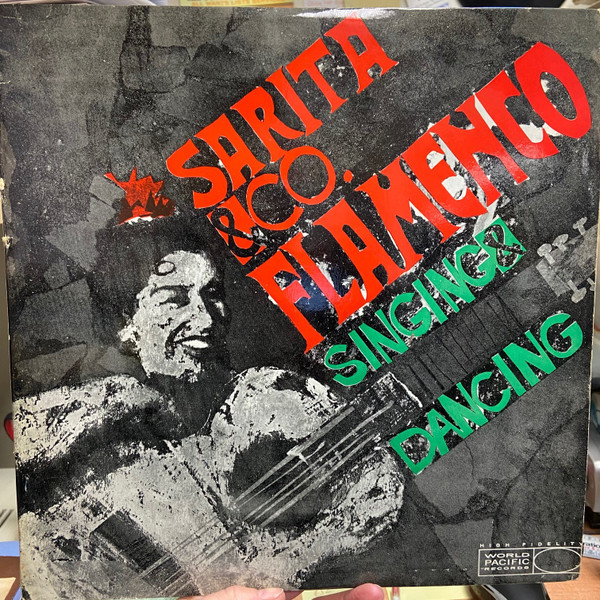 SARITA
& CO.
FLAMENCO
SINGING &
DANCING
HIGH FIDELITY
WORLD
PACIFIC
RECORDS